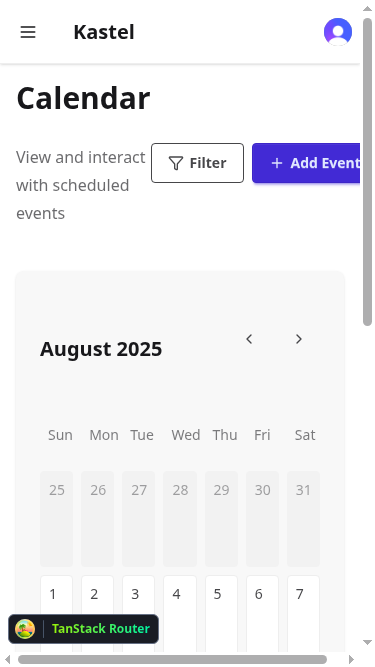 Kastel
Calendar
View and interact
with scheduled
events
Filter
Add Event
August 2025
Sun Mon Tue Wed Thu Fri Sat
25 26 27 28 29 30 31
1 2 3 4 5 6 7
TanStack Router